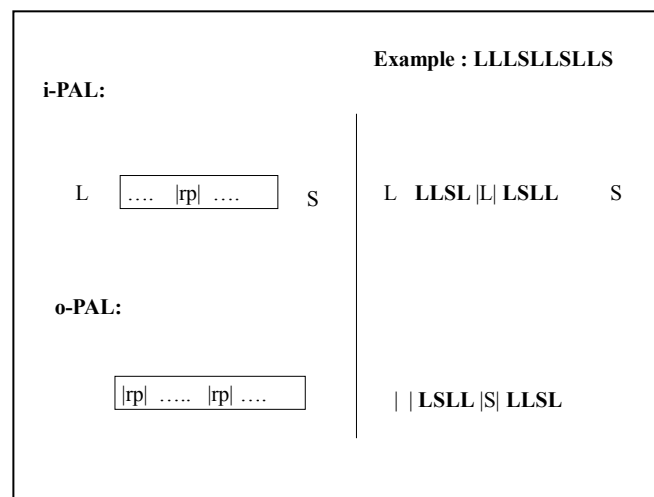 Example : LLLSLLSLLS
i-PAL:
L …. |rp| …. S L LLSL |L| LSLL S
o-PAL:
|rp| ….. |rp| …. | | LSLL |S| LLSL